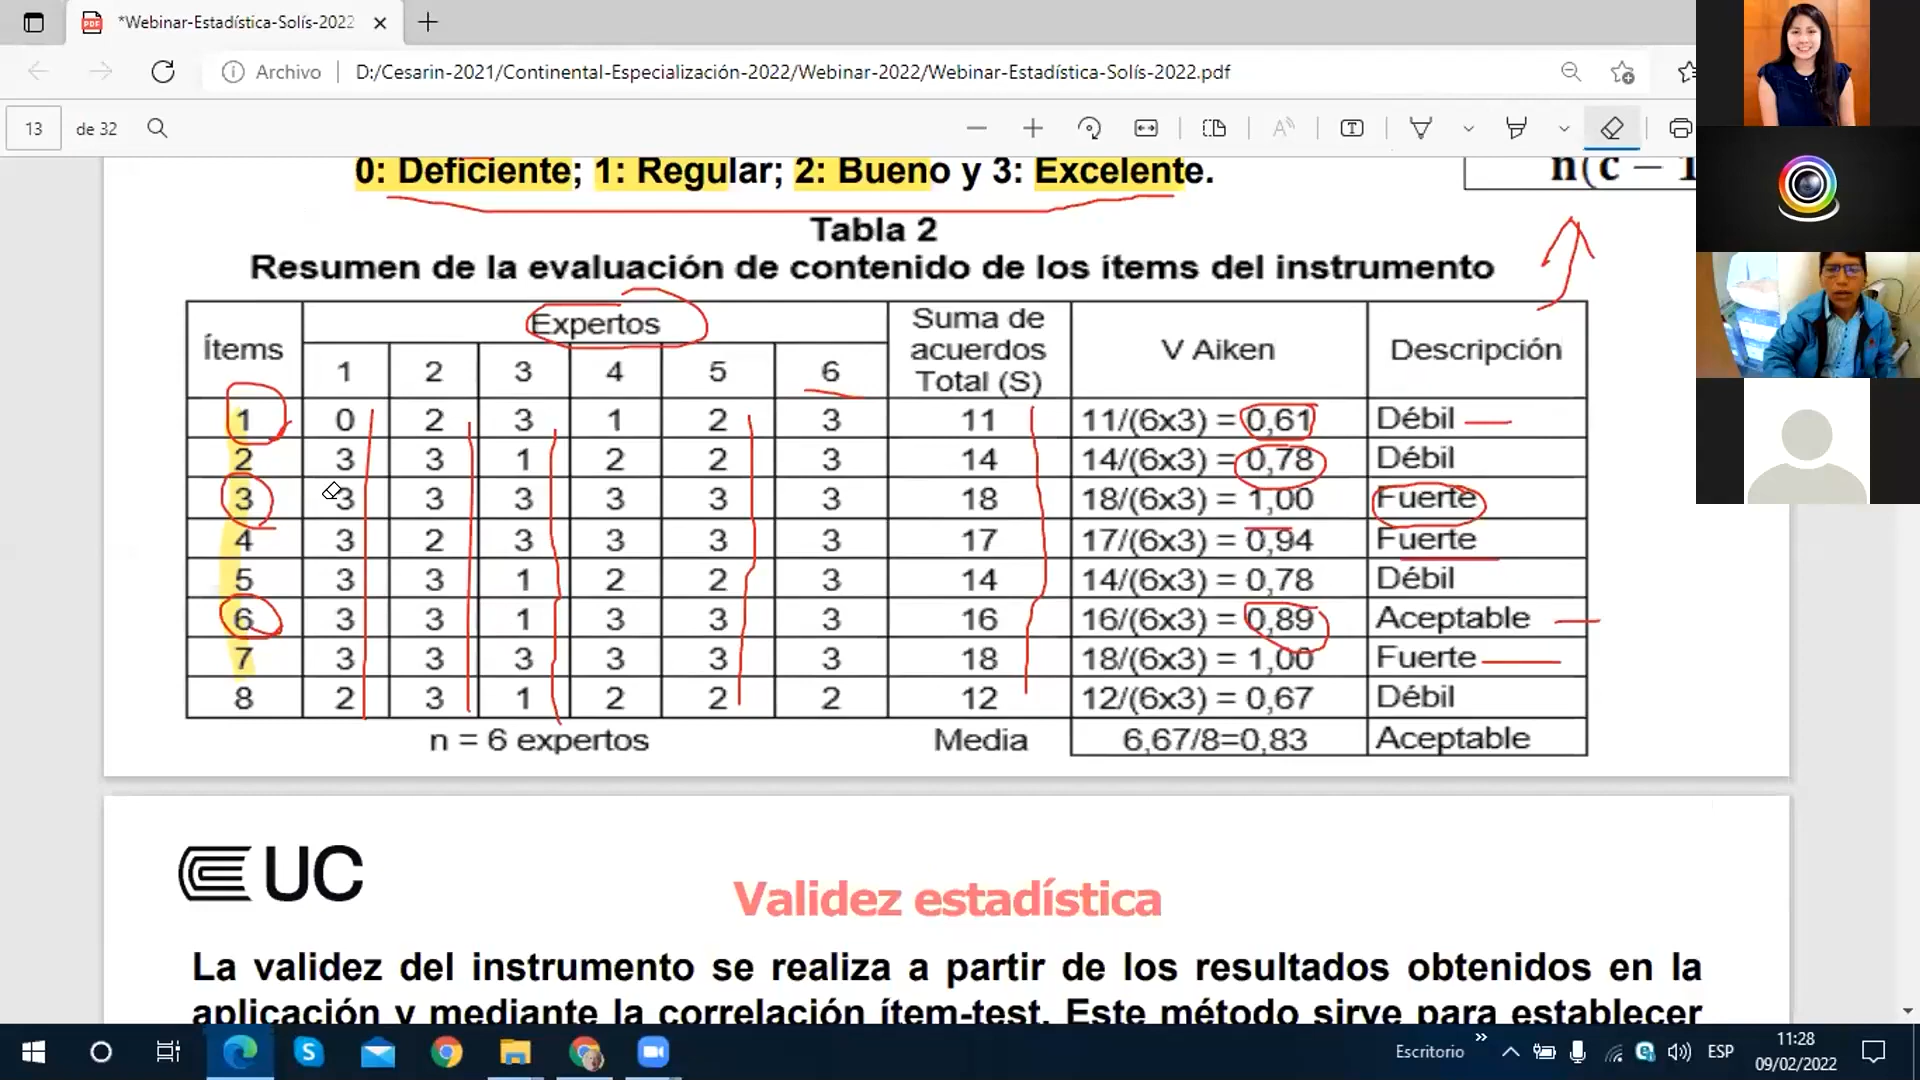 *Webinar-Estadística-Solís-2022
Archivo D:/Cesarin-2021/Continental-Especialización-2022/Webinar-2022/Webinar-Estadística-Solís-2022.pdf
13 de 32
0: Deficiente; 1: Regular; 2: Bueno y 3: Excelente.
n(c − 1
Tabla 2
Resumen de la evaluación de contenido de los ítems del instrumento
Ítems Expertos Suma de acuerdos Total (S) V Aiken Descripción
1 2 3 4 5 6
1 0 2 3 1 2 3 11 11/(6x3) = 0,61 Débil
2 3 3 1 2 2 3 14 14/(6x3) = 0,78 Débil
3 3 3 3 3 3 3 18 18/(6x3) = 1,00 Fuerte
4 3 2 3 3 3 3 17 17/(6x3) = 0,94 Fuerte
5 3 3 1 2 2 3 14 14/(6x3) = 0,78 Débil
6 3 3 1 3 3 3 16 16/(6x3) = 0,89 Aceptable
7 3 3 3 3 3 3 18 18/(6x3) = 1,00 Fuerte
8 2 3 1 2 2 2 12 12/(6x3) = 0,67 Débil
n = 6 expertos Media 6,67/8=0,83 Aceptable
UC
Validez estadística
La validez del instrumento se realiza a partir de los resultados obtenidos en la
aplicación y mediante la correlación ítem-test. Este método sirve para establecer
Escritorio ESP 11:28
09/02/2022